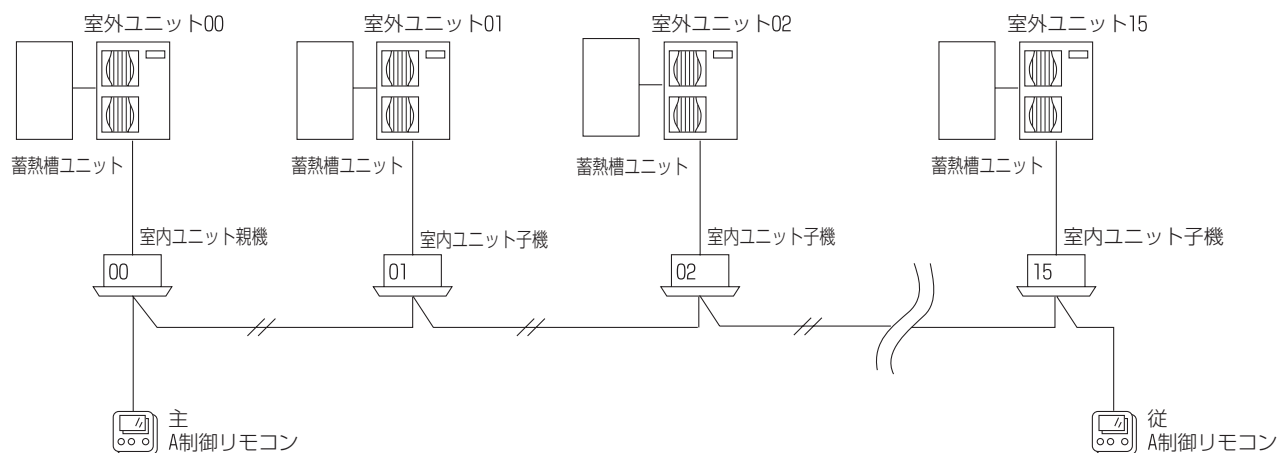 室外ユニット00
室外ユニット01
室外ユニット02
室外ユニット15
蓄熱槽ユニット
蓄熱槽ユニット
蓄熱槽ユニット
蓄熱槽ユニット
室内ユニット親機
室内ユニット子機
室内ユニット子機
室内ユニット子機
00
01
02
15
主
A制御リモコン
従
A制御リモコン